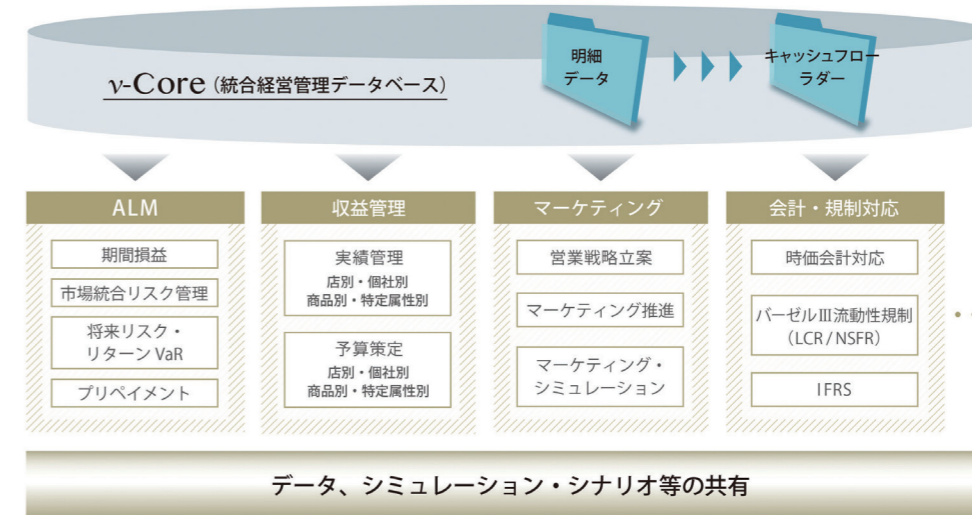 ν-Core（統合経営管理データベース）
明細
データ
キャッシュフロー
ラダー
ALM
期間損益
市場統合リスク管理
将来リスク・
リターン VaR
プリペイメント
収益管理
実績管理
店別・個社別
商品別・特定属性別
予算策定
店別・個社別
商品別・特定属性別
マーケティング
営業戦略立案
マーケティング推進
マーケティング・
シミュレーション
会計・規制対応
時価会計対応
バーゼルⅢ流動性規制
（LCR / NSFR）
IFRS
データ、シミュレーション・シナリオ等の共有